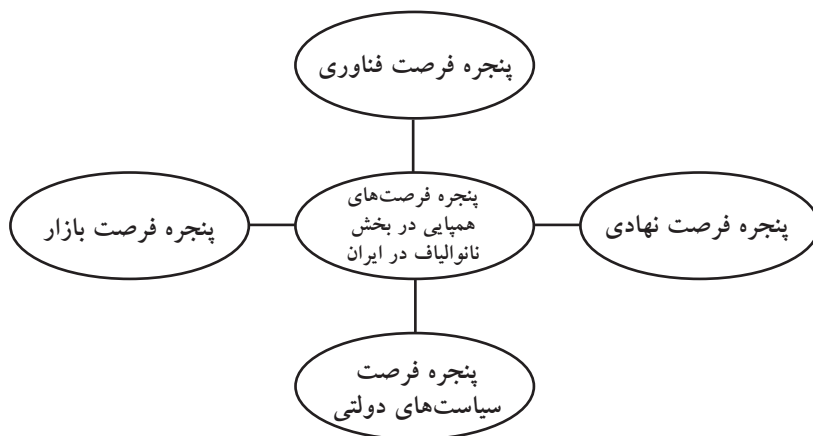 پنجره فرصت فناوری
پنجره فرصت نهادی
پنجره فرصت‌های
همپایی در بخش
نانوالیاف در ایران
پنجره فرصت بازار
پنجره فرصت
سیاست‌های دولتی